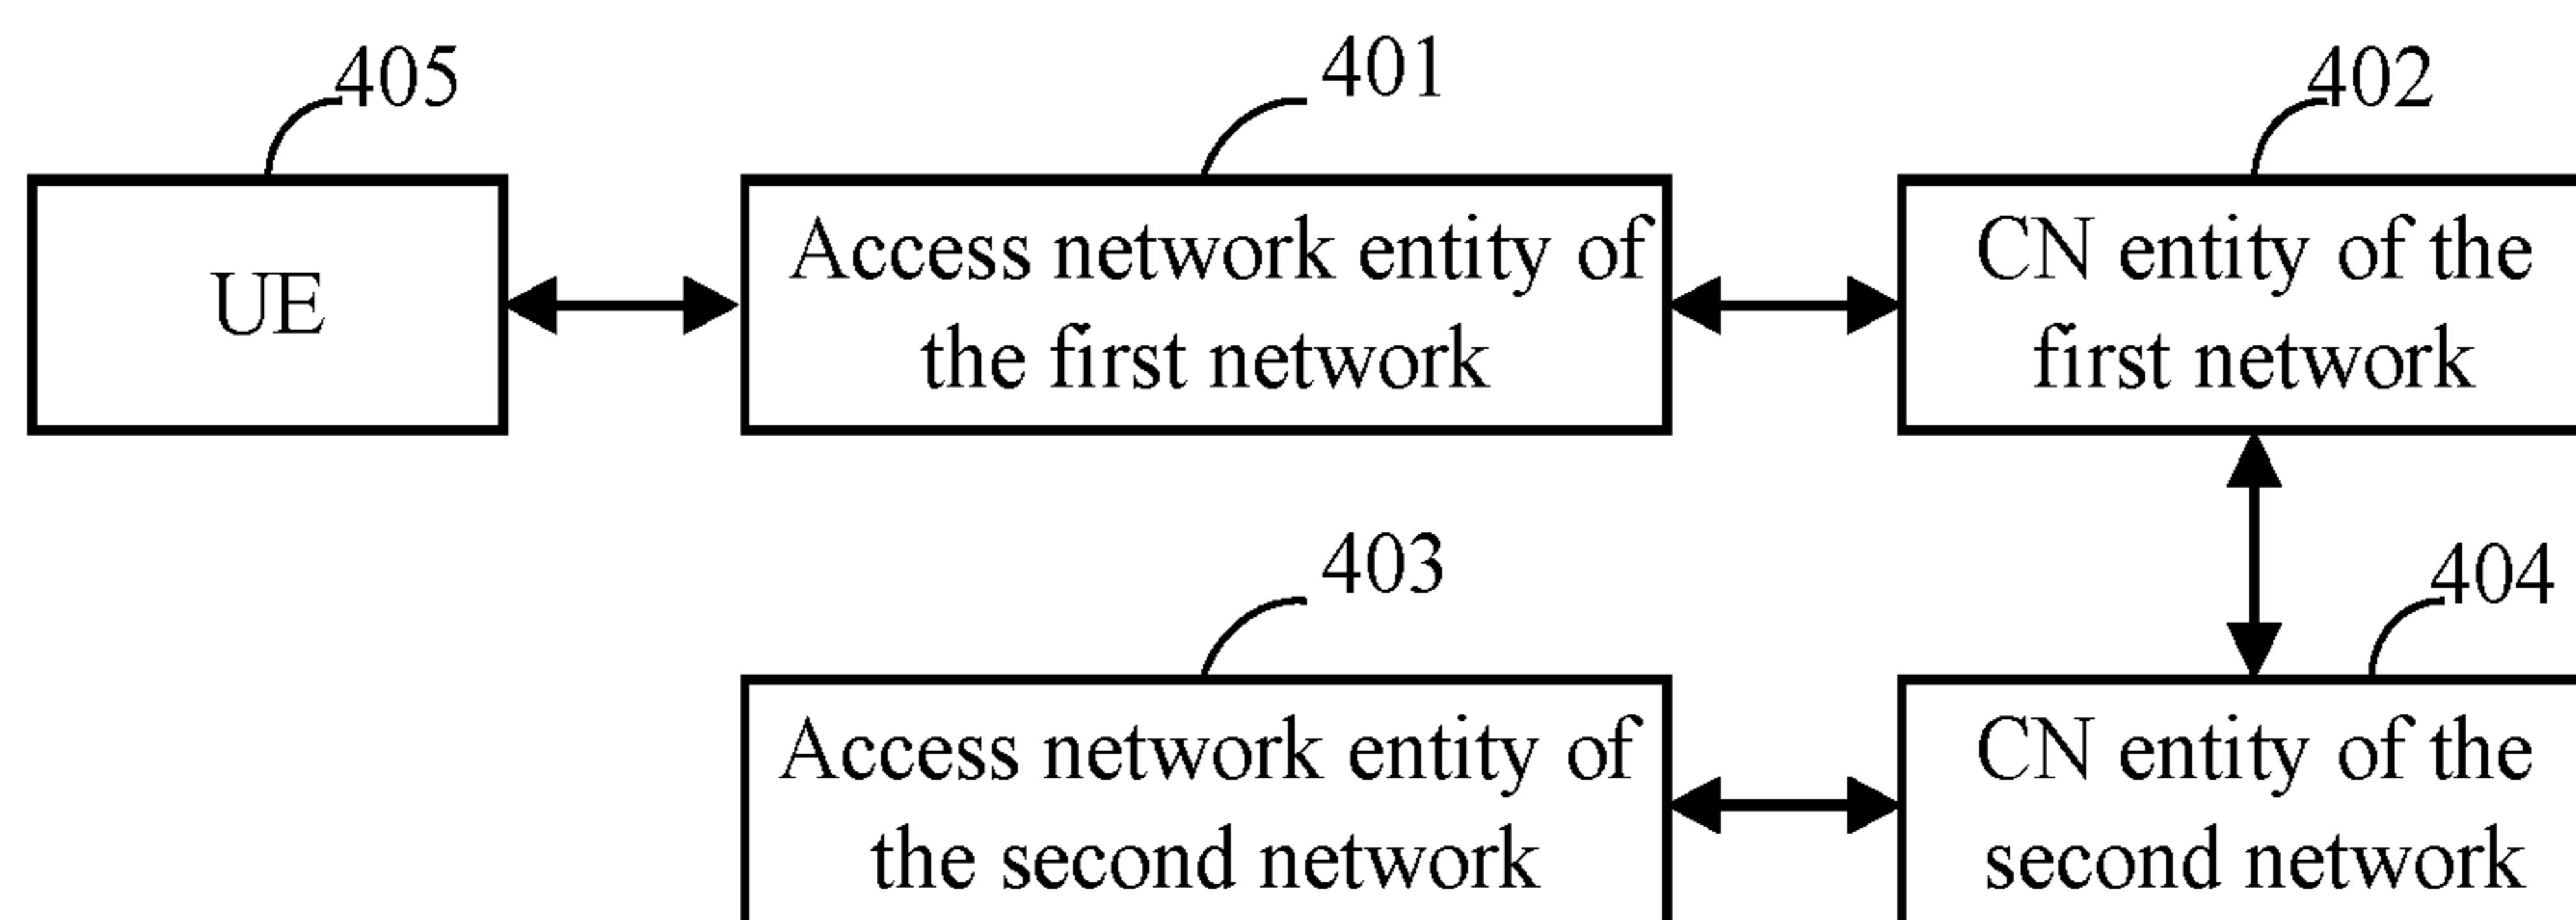 405
401
402
UE
Access network entity of
the first network
CN entity of the
first network
403
404
Access network entity of
the second network
CN entity of the
second network